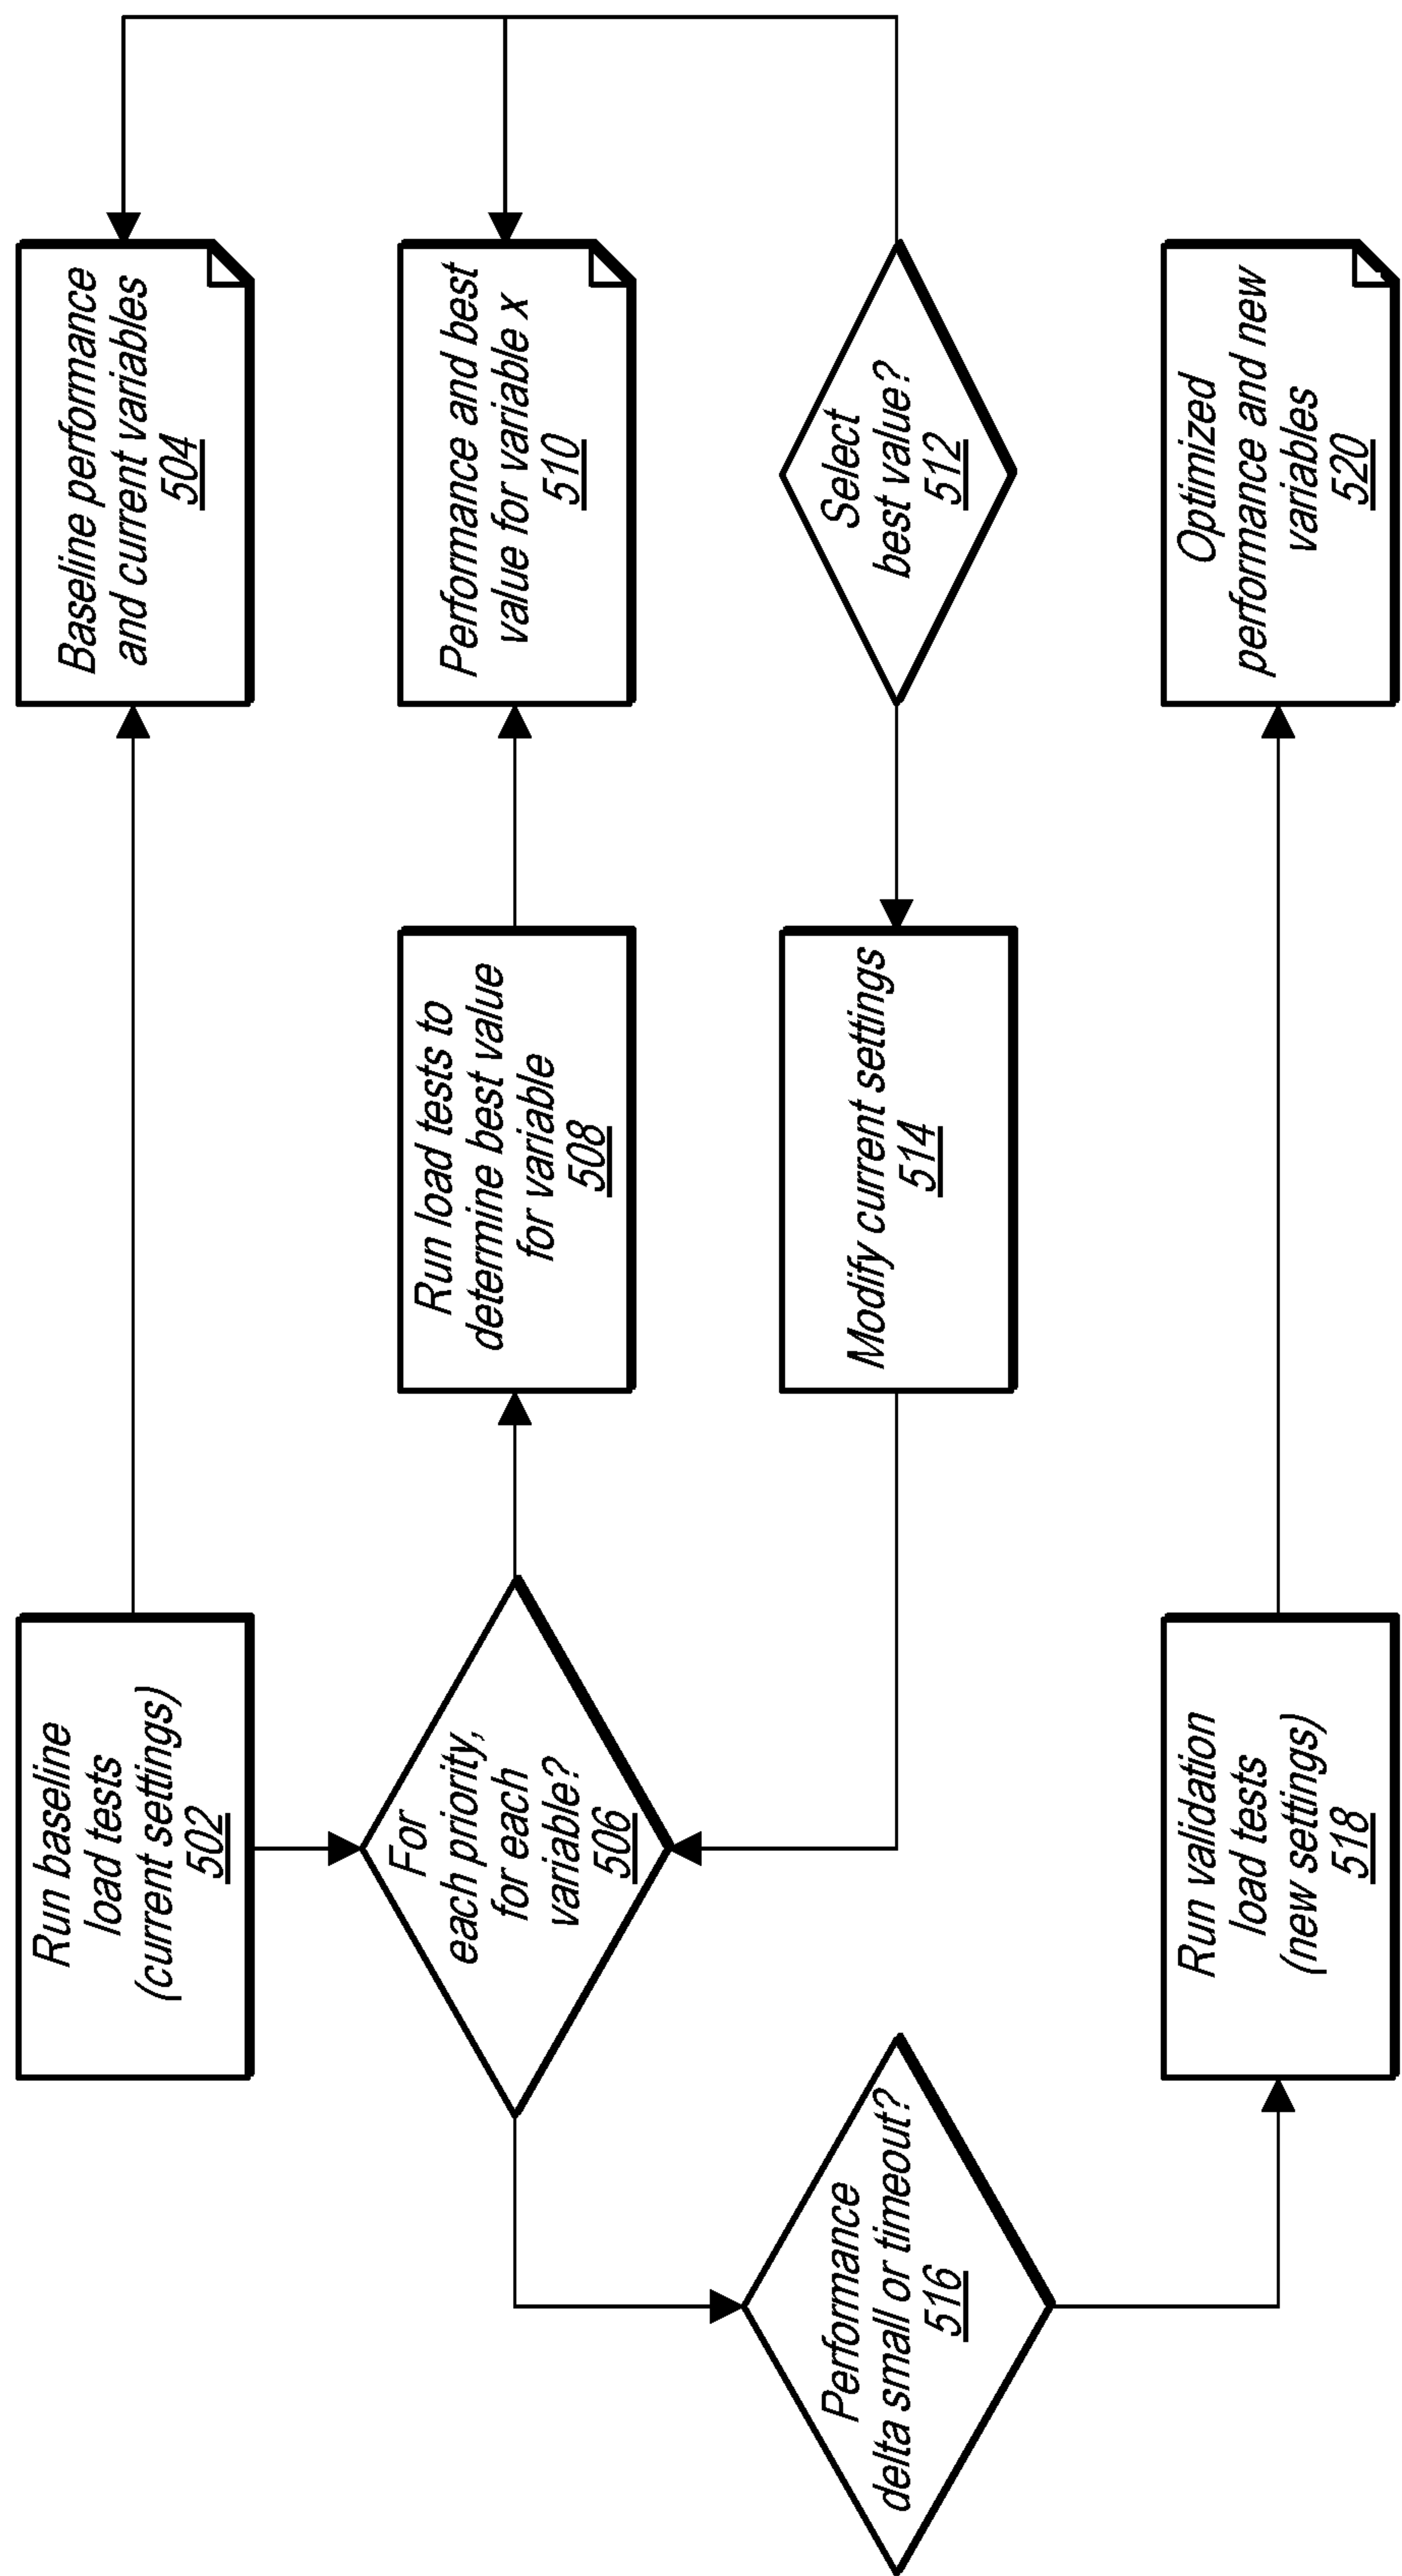 Run baseline
load tests
(current settings)
502
Baseline performance
and current variables
504
For
each priority,
for each
variable?
506
Run load tests to
determine best value
for variable
508
Performance and best
value for variable x
510
Select
best value?
512
Modify current settings
514
Performance
delta small or timeout?
516
Run validation
load tests
(new settings)
518
Optimized
performance and new
variables
520